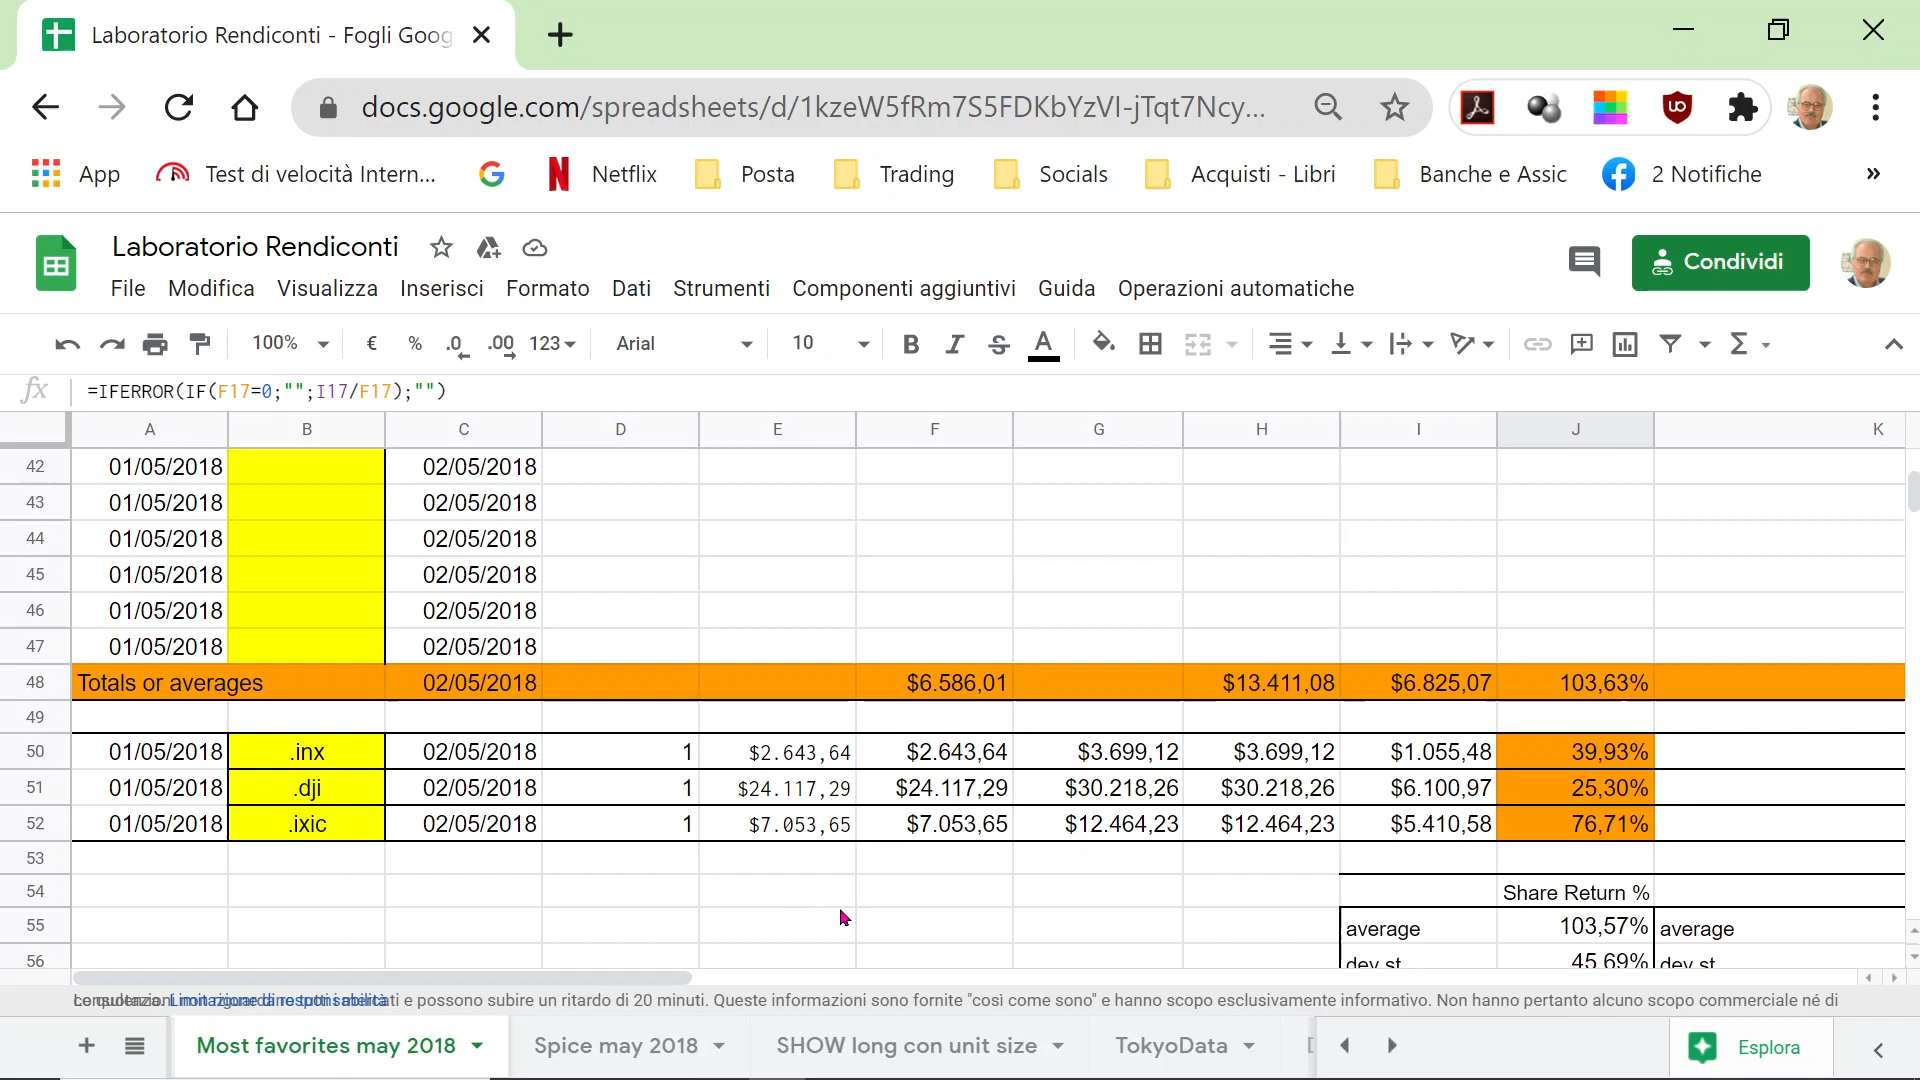 Laboratorio Rendiconti - Fogli Goog
docs.google.com/spreadsheets/d/1kzeW5fRm7S5FDKbYzVI-jTqt7Ncy...
App Test di velocità Intern... Netflix Posta Trading Socials Acquisti - Libri Banche e Assic 2 Notifiche »
Laboratorio Rendiconti
Condividi
File Modifica Visualizza Inserisci Formato Dati Strumenti Componenti aggiuntivi Guida Operazioni automatiche
100% € % .0 .00 123 Arial 10 B I S A Σ
fx =IFERROR(IF(F17=0;"";I17/F17);"")
A B C D E F G H I J K
42 01/05/2018 02/05/2018
43 01/05/2018 02/05/2018
44 01/05/2018 02/05/2018
45 01/05/2018 02/05/2018
46 01/05/2018 02/05/2018
47 01/05/2018 02/05/2018
48 Totals or averages 02/05/2018 $6.586,01 $13.411,08 $6.825,07 103,63%
49
50 01/05/2018 .inx 02/05/2018 1 $2.643,64 $2.643,64 $3.699,12 $3.699,12 $1.055,48 39,93%
51 01/05/2018 .dji 02/05/2018 1 $24.117,29 $24.117,29 $30.218,26 $30.218,26 $6.100,97 25,30%
52 01/05/2018 .ixic 02/05/2018 1 $7.053,65 $7.053,65 $12.464,23 $12.464,23 $5.410,58 76,71%
53
54 Share Return %
55 average 103,57% average
56 dev st 45,69% dev st
e possono subire un ritardo di 20 minuti. Queste informazioni sono fornite "così come sono" e hanno scopo esclusivamente informativo. Non hanno pertanto alcuno scopo commerciale né di
Most favorites may 2018 Spice may 2018 SHOW long con unit size TokyoData Esplora